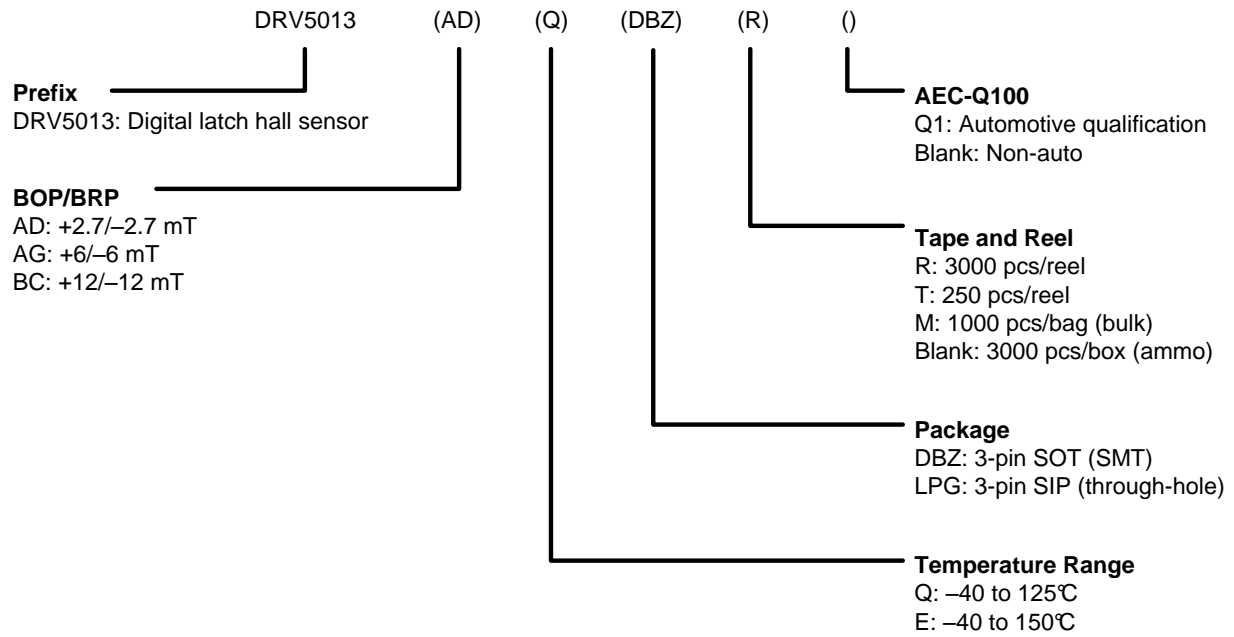 DRV5013 (AD) (Q) (DBZ) (R) ()
Prefix
DRV5013: Digital latch hall sensor
BOP/BRP
AD: +2.7/–2.7 mT
AG: +6/–6 mT
BC: +12/–12 mT
AEC-Q100
Q1: Automotive qualification
Blank: Non-auto
Tape and Reel
R: 3000 pcs/reel
T: 250 pcs/reel
M: 1000 pcs/bag (bulk)
Blank: 3000 pcs/box (ammo)
Package
DBZ: 3-pin SOT (SMT)
LPG: 3-pin SIP (through-hole)
Temperature Range
Q: –40 to 125℃
E: –40 to 150℃